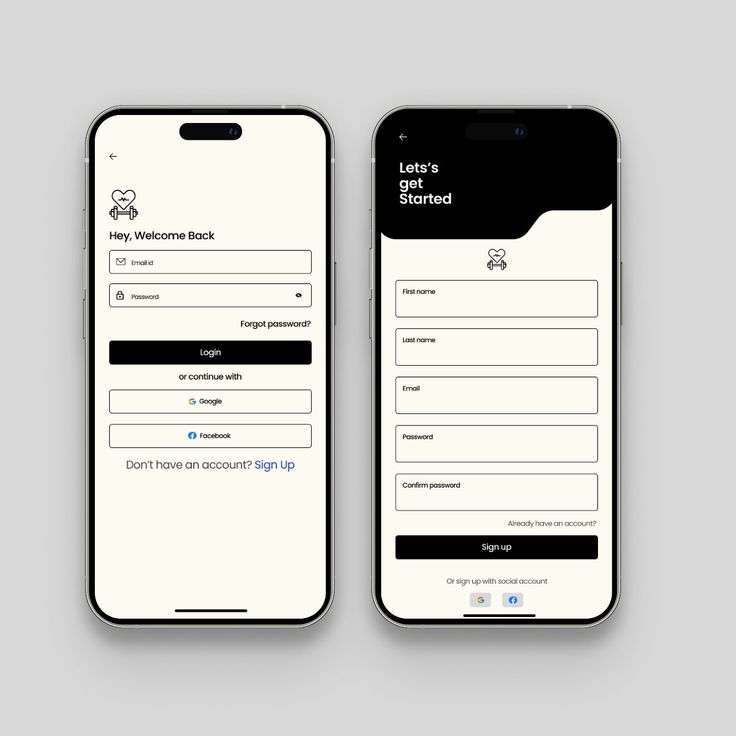 Hey, Welcome Back
Email id
Password
Forgot password?
Login
or continue with
Google
Facebook
Don't have an account? Sign Up
Lets's
get
Started
First name
Last name
Email
Password
Confirm password
Already have an account?
Sign up
Or sign up with social account